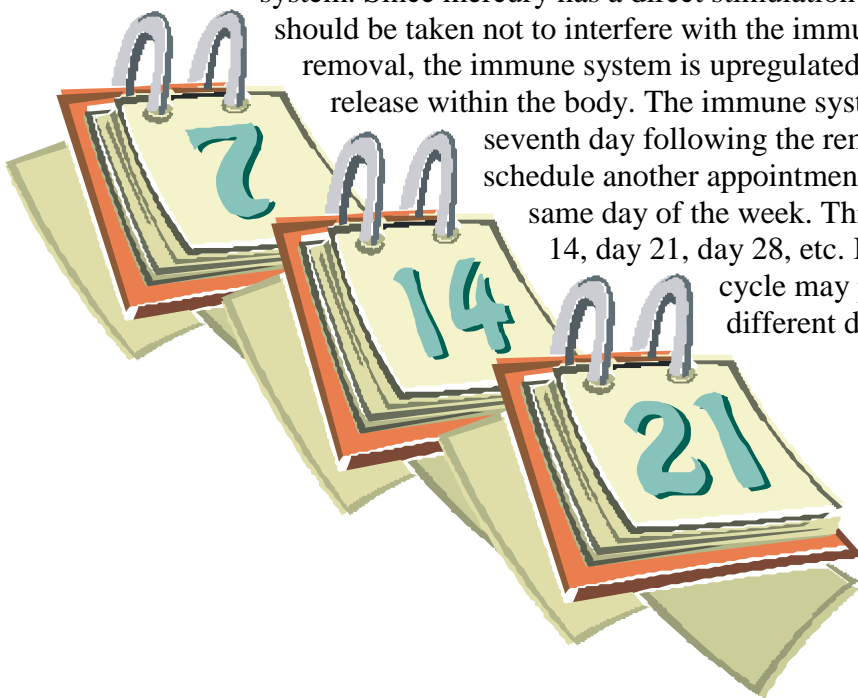 system. Since mercury has a direct stimulation
should be taken not to interfere with the immu
removal, the immune system is upregulated
release within the body. The immune syst
seventh day following the ren
schedule another appointmen
same day of the week. Thi
14, day 21, day 28, etc.
cycle may
different d
7
14
21